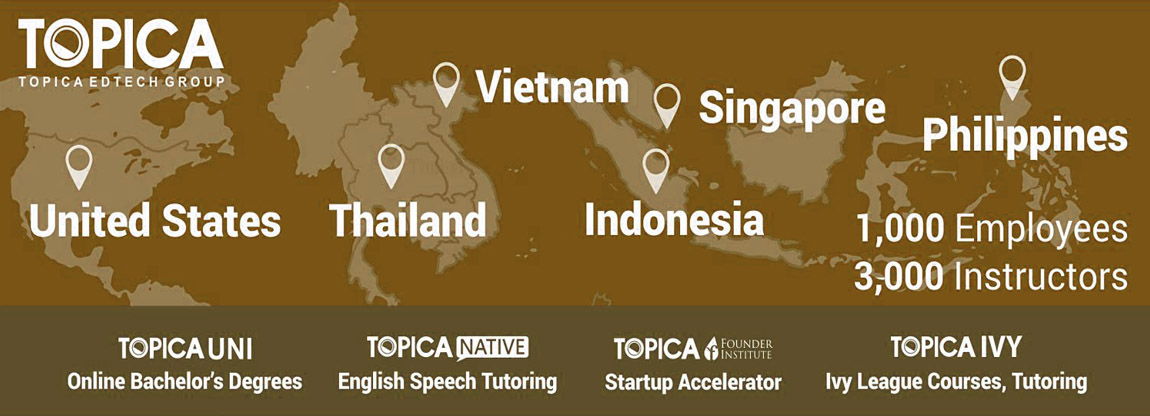 TOPICA
TOPICA EDTECH GROUP
Vietnam
Singapore
Philippines
United States
Thailand
Indonesia
1,000 Employees
3,000 Instructors
TOPICA UNI
Online Bachelor's Degrees
TOPICA NATIVE
English Speech Tutoring
TOPICA FOUNDER INSTITUTE
Startup Accelerator
TOPICA IVY
Ivy League Courses, Tutoring